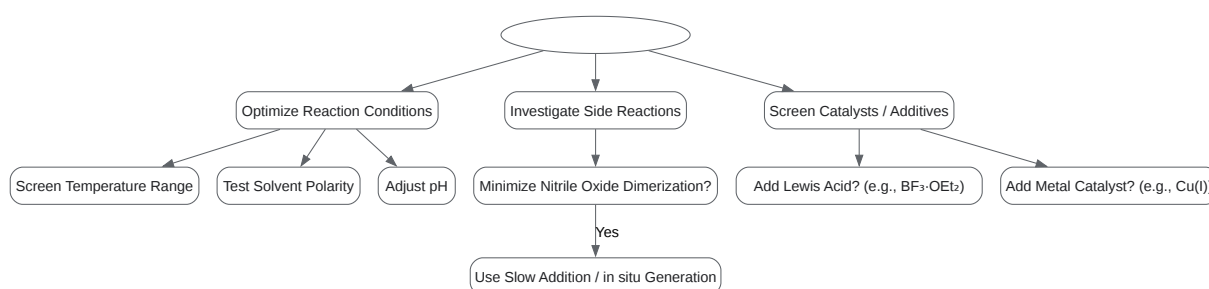 Optimize Reaction Conditions
Investigate Side Reactions
Screen Catalysts / Additives
Screen Temperature Range
Test Solvent Polarity
Adjust pH
Minimize Nitrile Oxide Dimerization?
Add Lewis Acid? (e.g., BF₃·OEt₂)
Add Metal Catalyst? (e.g., Cu(I))
Yes
Use Slow Addition / in situ Generation